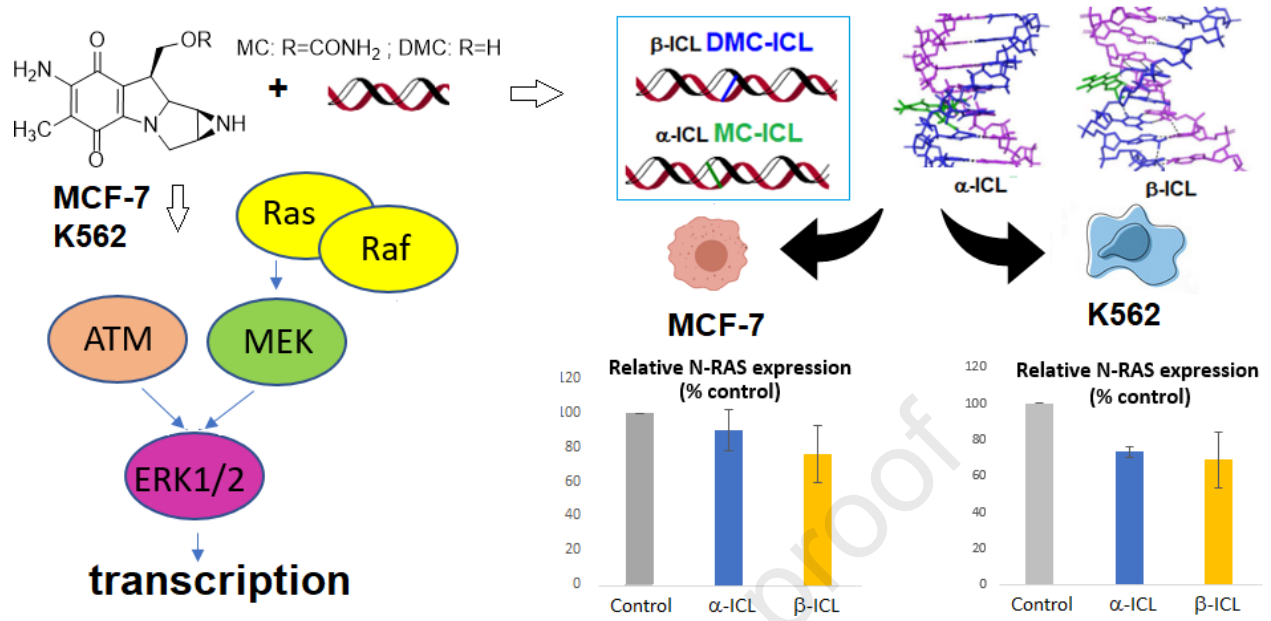 MC: R=CONH₂ ; DMC: R=H
OR
O
H₂N
H₃C
N
NH
O
+
MCF-7
K562
Ras
Raf
ATM
MEK
ERK1/2
transcription
β-ICL DMC-ICL
α-ICL MC-ICL
α-ICL
β-ICL
MCF-7
K562
Relative N-RAS expression
(% control)
120
100
80
60
40
20
0
Control α-ICL β-ICL
Relative N-RAS expression
(% control)
120
100
80
60
40
20
0
Control α-ICL β-ICL
proof